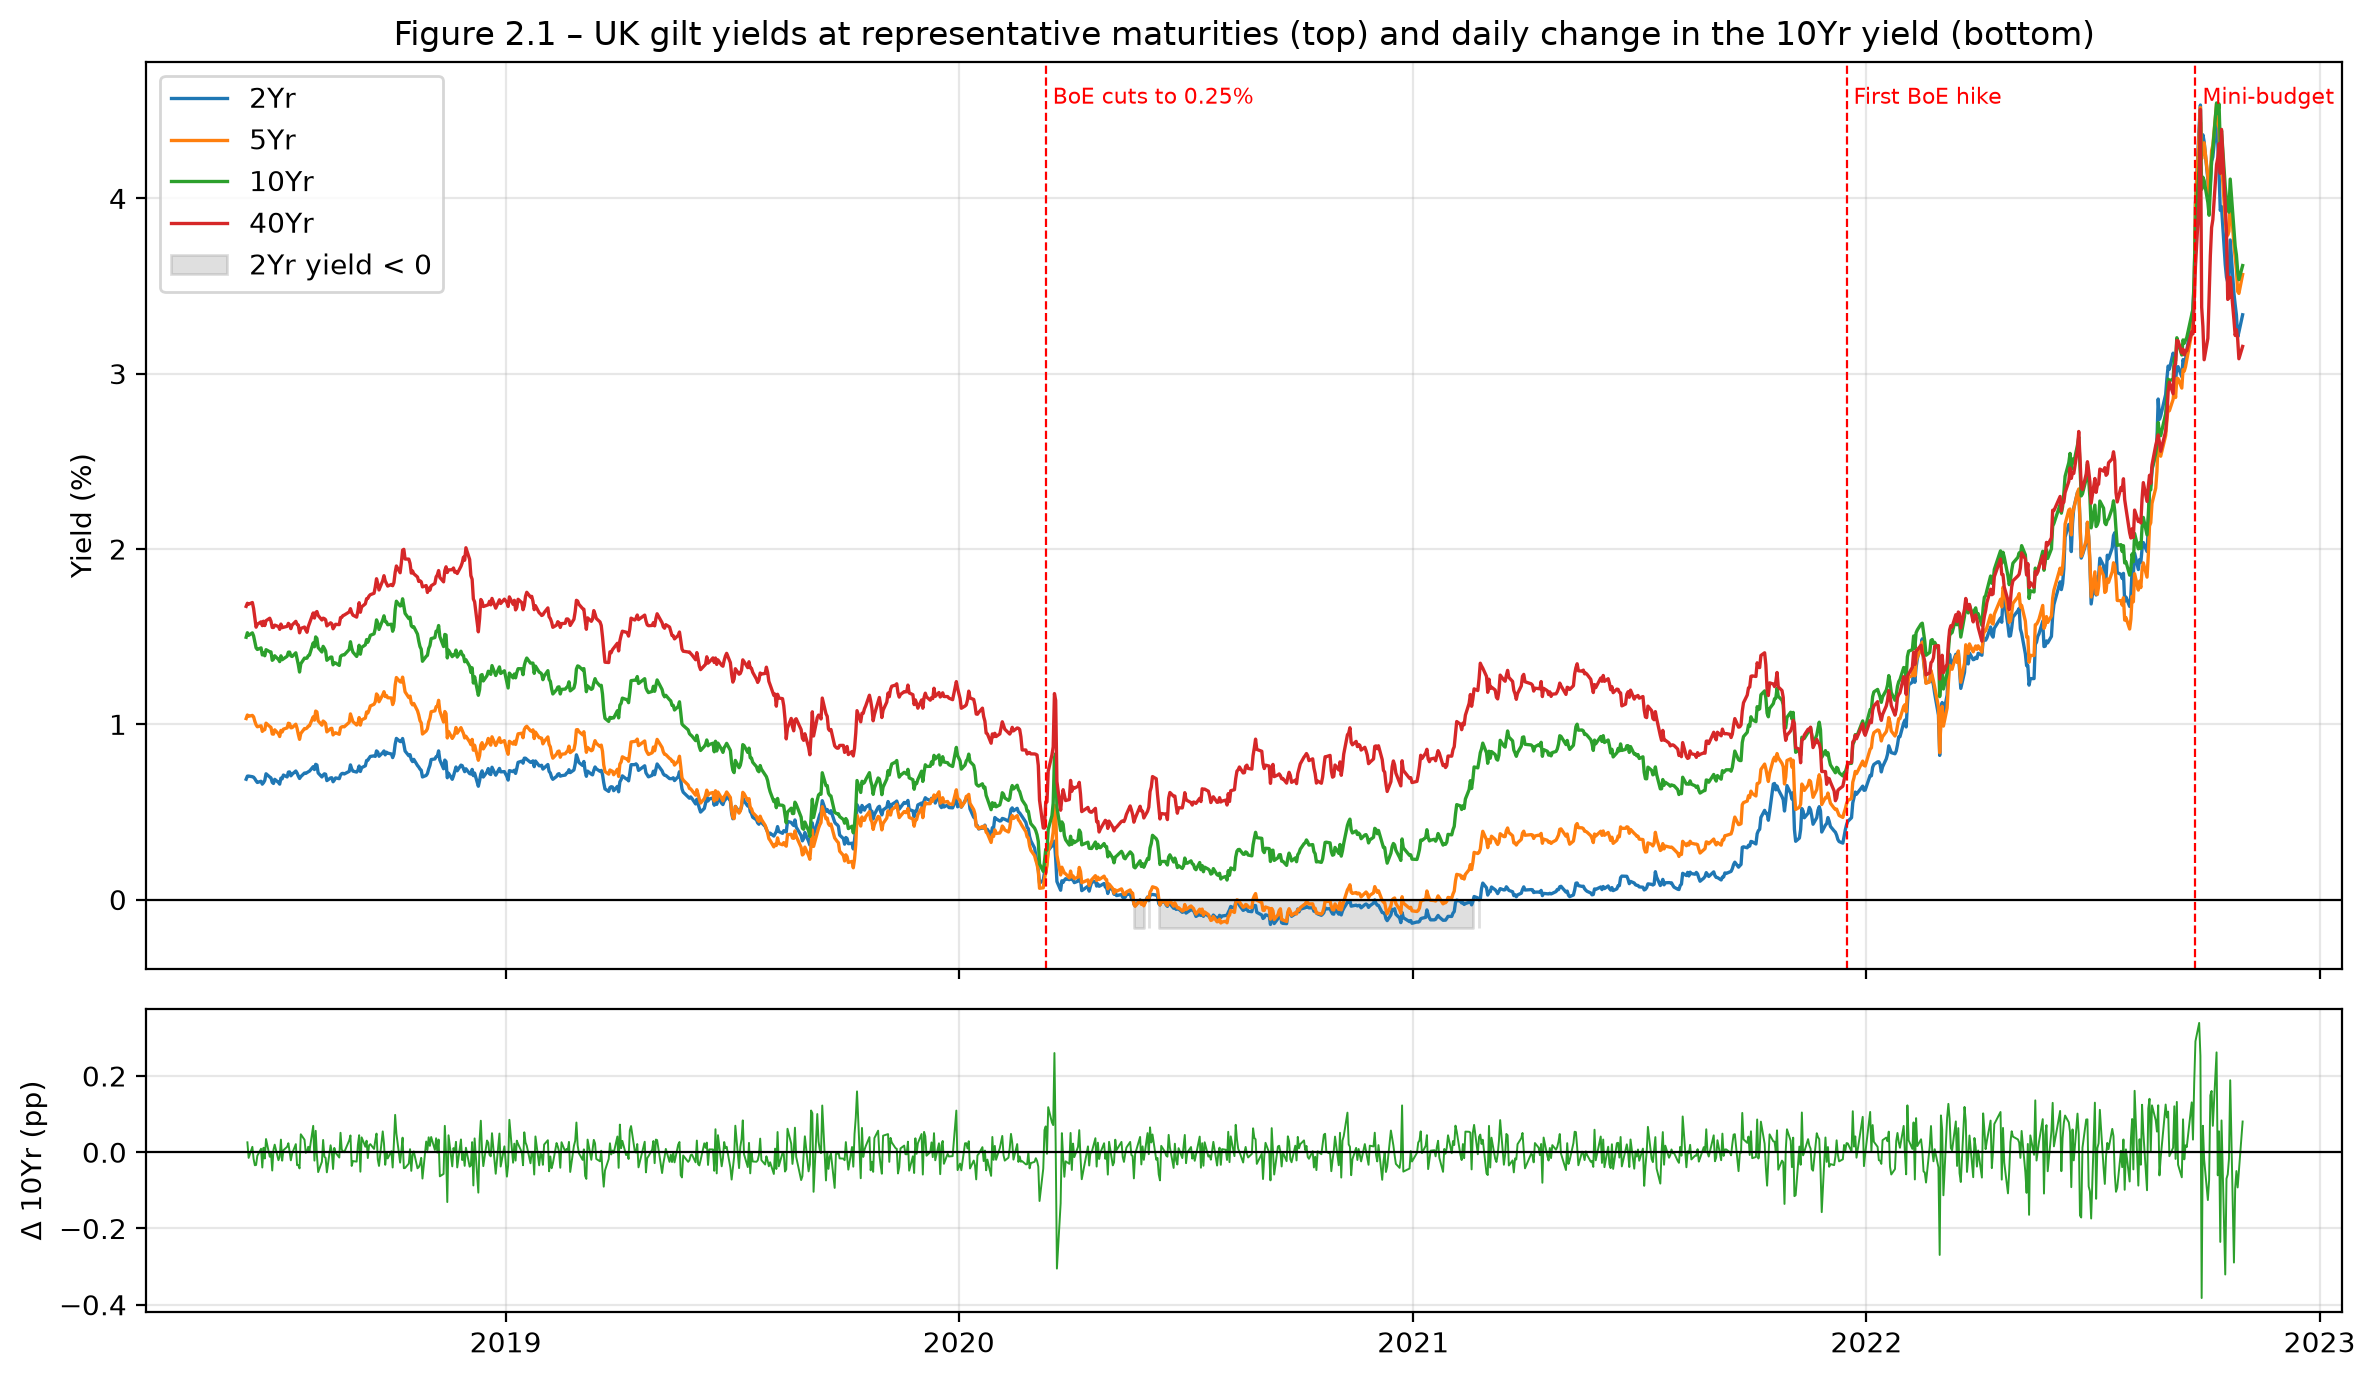 Figure 2.1 – UK gilt yields at representative maturities (top) and daily change in the 10Yr yield (bottom)
2Yr
5Yr
10Yr
40Yr
2Yr yield < 0
BoE cuts to 0.25%
First BoE hike
Mini-budget
Yield (%)
4
3
2
1
0
Δ 10Yr (pp)
0.2
0.0
−0.2
−0.4
2019
2020
2021
2022
2023